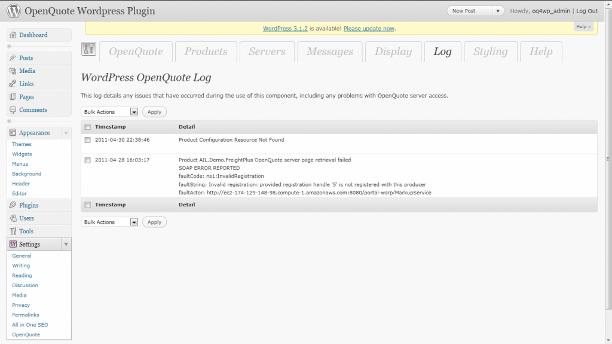 OpenQuote Wordpress Plugin
New Post
Howdy, oq4wp_admin | Log Out
WordPress 3.1.2 is available! Please update now.
Help
Dashboard
Posts
Media
Links
Pages
Comments
Appearance
Themes
Widgets
Menus
Background
Header
Editor
Plugins
Users
Tools
Settings
General
Writing
Reading
Discussion
Media
Privacy
Permalinks
All in One SEO
OpenQuote
OpenQuote
Products
Servers
Messages
Display
Log
Styling
Help
WordPress OpenQuote Log
This log details any issues that have occurred during the use of this component, including any problems with OpenQuote server access.
Bulk Actions
Apply
Timestamp Detail
2011-04-30 22:38:46 Product Configuration Resource Not Found
2011-04-28 16:03:17 Product AIL.Demo.FreightPlus OpenQuote server page retrieval failed
SOAP ERROR REPORTED
faultCode: ns1:InvalidRegistration
faultString: Invalid registration: provided registration handle '5' is not registered with this producer
faultActor: http://ec2-174-129-148-98.compute-1.amazonaws.com:8080/portal-wsrp/MarkupService
Timestamp Detail
Bulk Actions
Apply